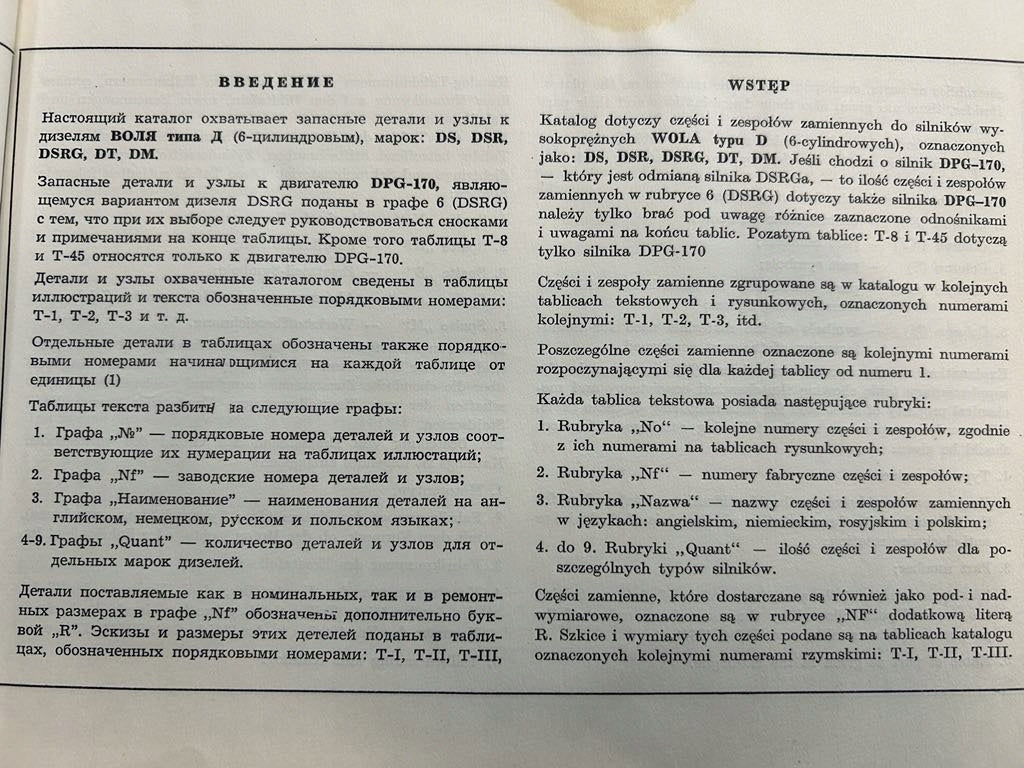 ВВЕДЕНИЕ
Настоящий каталог охватывает запасные детали и узлы к
дизелям ВОЛЯ типа Д (6-цилиндровым), марок: DS, DSR,
DSRG, DT, DM.
Запасные детали и узлы к двигателю DPG-170, являю-
щемуся вариантом дизеля DSRG поданы в графе 6 (DSRG)
с тем, что при их выборе следует руководствоваться сносками
и примечаниями на конце таблицы. Кроме того таблицы Т-8
и Т-45 относятся только к двигателю DPG-170.
Детали и узлы охваченные каталогом сведены в таблицы
иллюстраций и текста обозначенные порядковыми номерами:
Т-1, Т-2, Т-3 и т. д.
Отдельные детали в таблицах обозначены также порядко-
выми номерами начинающимися на каждой таблице от
единицы (1)
Таблицы текста разбиты на следующие графы:
1. Графа „№” — порядковые номера деталей и узлов соот-
ветствующие их нумерации на таблицах иллюстаций;
2. Графа „Nf” — заводские номера деталей и узлов;
3. Графа „Наименование” — наименования деталей на ан-
глийском, немецком, русском и польском языках;
4-9. Графы „Quant” — количество деталей и узлов для от-
дельных марок дизелей.
Детали поставляемые как в номинальных, так и в ремонт-
ных размерах в графе „Nf” обозначены дополнительно бук-
вой „R”. Эскизы и размеры этих детелей поданы в табли-
цах, обозначенных порядковыми номерами: Т-I, Т-II, Т-III,
WSTĘP
Katalog dotyczy części i zespołów zamiennych do silników wy-
sokoprężnych WOLA typu D (6-cylindrowych), oznaczonych
jako: DS, DSR, DSRG, DT, DM. Jeśli chodzi o silnik DPG-170,
— który jest odmianą silnika DSRGa, — to ilość części i zespołów
zamiennych w rubryce 6 (DSRG) dotyczy także silnika DPG-170
należy tylko brać pod uwagę różnice zaznaczone odnośnikami
i uwagami na końcu tablic. Pozatym tablice: T-8 i T-45 dotyczą
tylko silnika DPG-170
Części i zespoły zamienne zgrupowane są w katalogu w kolejnych
tablicach tekstowych i rysunkowych, oznaczonych numerami
kolejnymi: T-1, T-2, T-3, itd.
Poszczególne części zamienne oznaczone są kolejnymi numerami
rozpoczynającymi się dla każdej tablicy od numeru 1.
Każda tablica tekstowa posiada następujące rubryki:
1. Rubryka „No” — kolejne numery części i zespołów, zgodnie
z ich numerami na tablicach rysunkowych;
2. Rubryka „Nf“ — numery fabryczne części i zespołów;
3. Rubryka „Nazwa“ — nazwy części i zespołów zamiennych
w językach: angielskim, niemieckim, rosyjskim i polskim;
4. do 9. Rubryki „Quant“ — ilość części i zespołów dla po-
szczególnych typów silników.
Części zamienne, które dostarczane są również jako pod- i nad-
wymiarowe, oznaczone są w rubryce „NF“ dodatkową literą
R. Szkice i wymiary tych części podane są na tablicach katalogu
oznaczonych kolejnymi numerami rzymskimi: T-I, T-II, T-III.